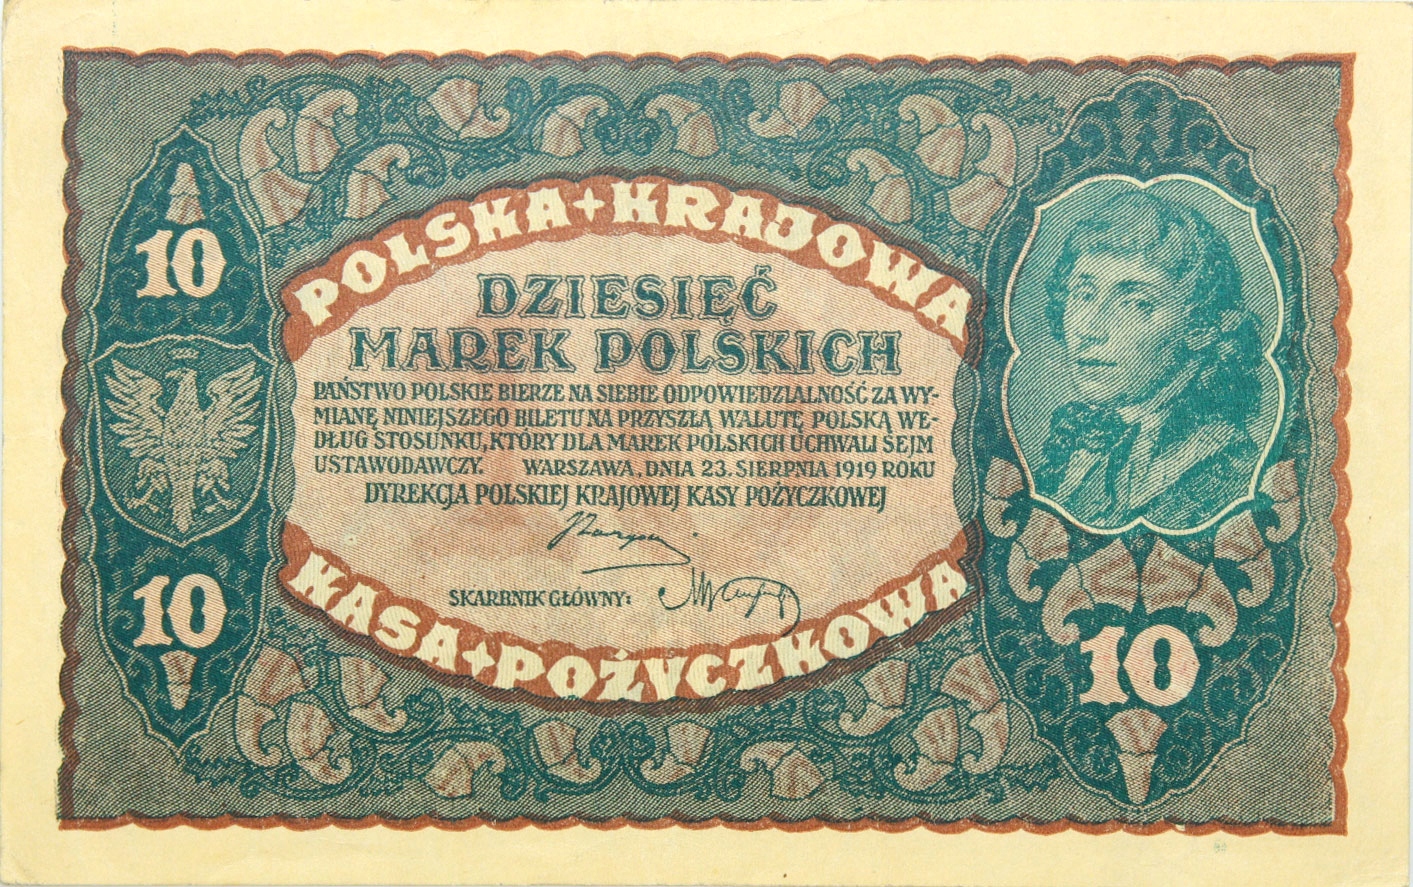 POLSKA + KRAJOWA
10
DZIESIĘĆ
MAREK POLSKICH
PAŃSTWO POLSKIE BIERZE NA SIEBIE ODPOWIEDZIALNOŚĆ ZA WY-
MIANĘ NINIEJSZEGO BILETU NA PRZYSZŁĄ WALUTĘ POLSKĄ WE-
DŁUG STOSUNKU, KTÓRY DLA MAREK POLSKICH UCHWALI SEJM
USTAWODAWCZY. WARSZAWA, DNIA 23. SIERPNIA 1919 ROKU
DYREKCJA POLSKIEJ KRAJOWEJ KASY POŻYCZKOWEJ
SKARBNIK GŁÓWNY:
10
10
KASA + POŻYCZKOWA